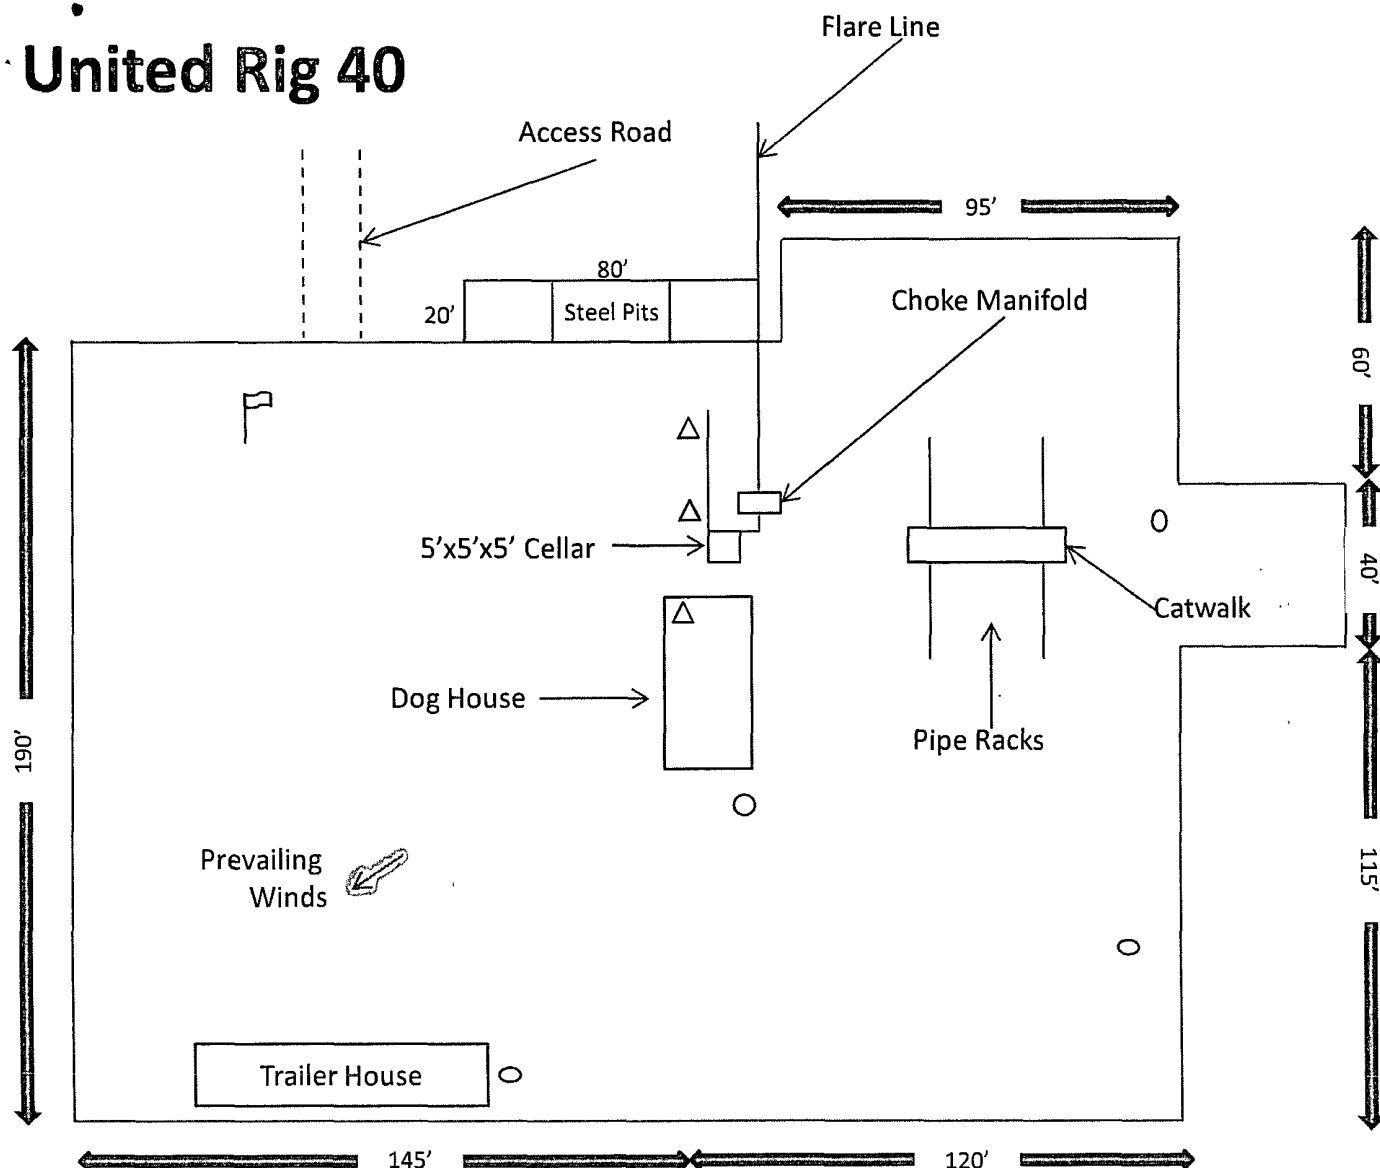 Flare Line
United Rig 40
Access Road
95'
80'
Choke Manifold
20'
Steel Pits
60'
5'x5'x5' Cellar
40'
Catwalk
Dog House
Pipe Racks
190'
Prevailing
Winds
115'
Trailer House
145'
120'